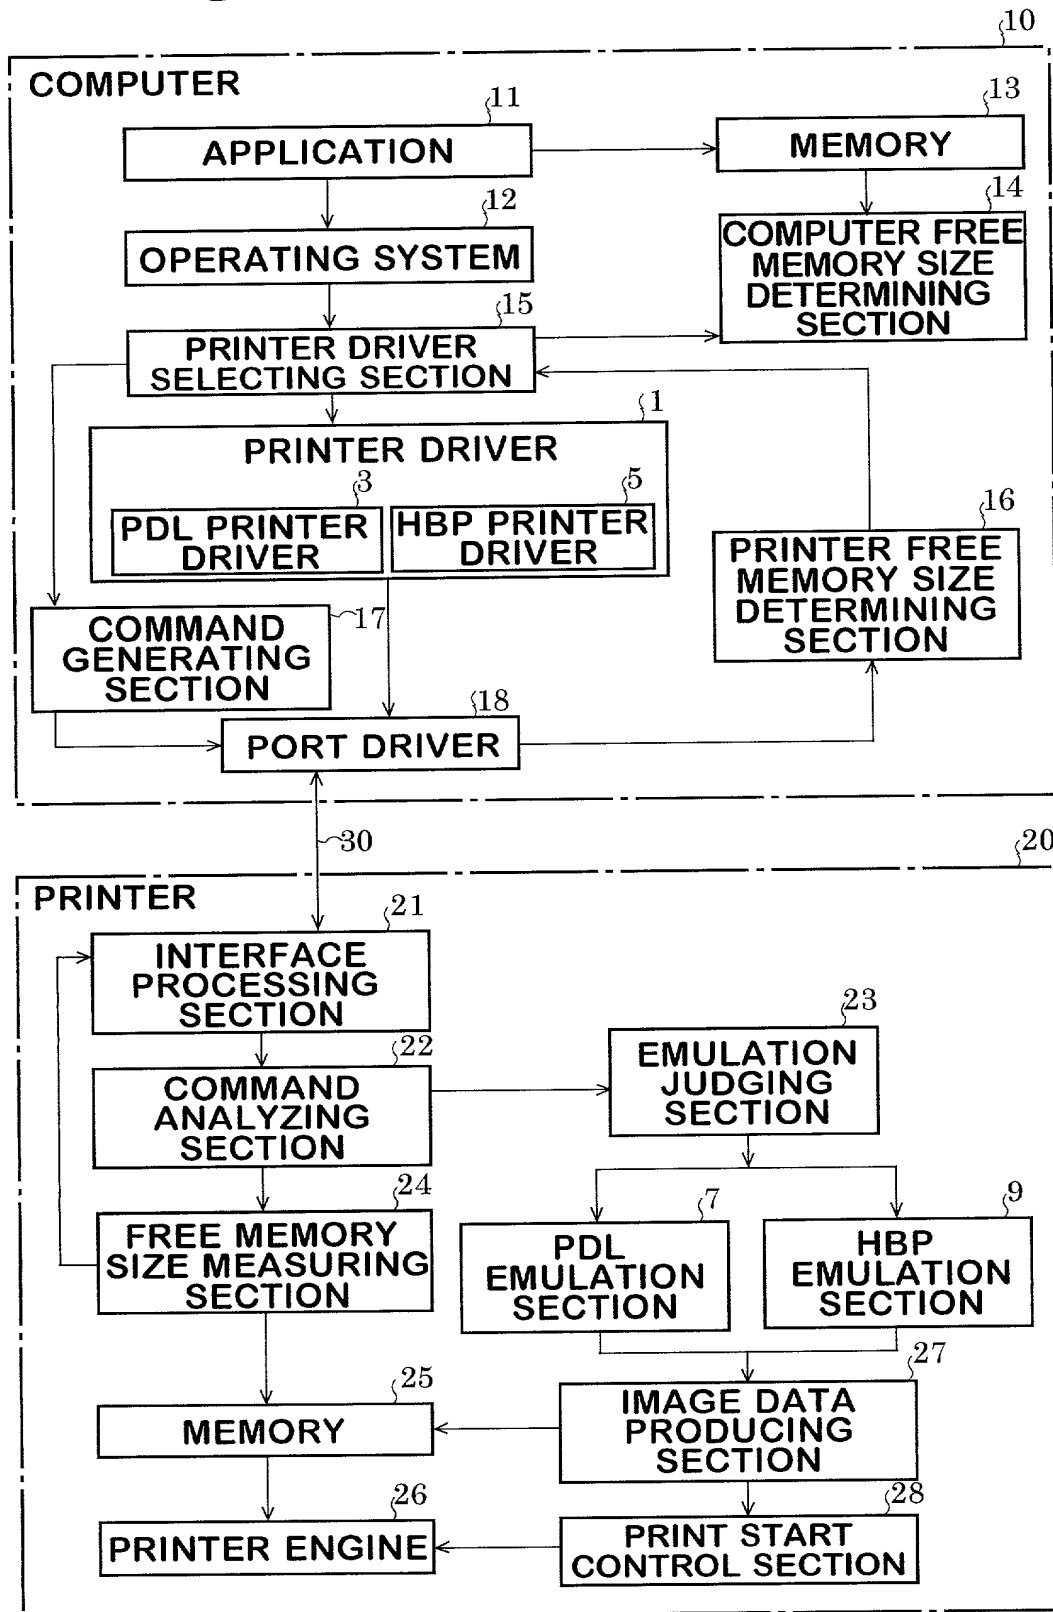 10
COMPUTER
11
APPLICATION
13
MEMORY
12
OPERATING SYSTEM
14
COMPUTER FREE
MEMORY SIZE
DETERMINING
SECTION
15
PRINTER DRIVER
SELECTING SECTION
1
PRINTER DRIVER
3
PDL PRINTER
DRIVER
5
HBP PRINTER
DRIVER
16
PRINTER FREE
MEMORY SIZE
DETERMINING
SECTION
17
COMMAND
GENERATING
SECTION
18
PORT DRIVER
30
20
PRINTER
21
INTERFACE
PROCESSING
SECTION
22
COMMAND
ANALYZING
SECTION
23
EMULATION
JUDGING
SECTION
24
FREE MEMORY
SIZE MEASURING
SECTION
7
PDL
EMULATION
SECTION
9
HBP
EMULATION
SECTION
25
MEMORY
27
IMAGE DATA
PRODUCING
SECTION
26
PRINTER ENGINE
28
PRINT START
CONTROL SECTION